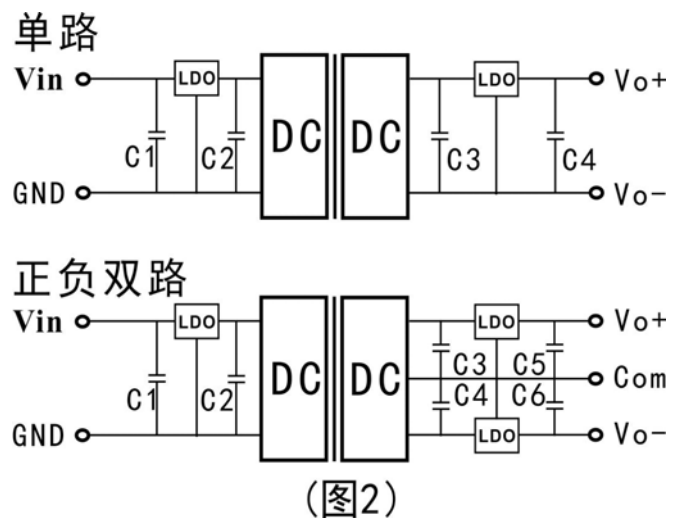 单路
Vin LDO Vo+
DC DC
C1 C2 C3 C4
GND Vo-
正负双路
Vin LDO LDO Vo+
C3 C5
DC DC Com
C1 C2 C4 C6
GND LDO Vo-
(图2)